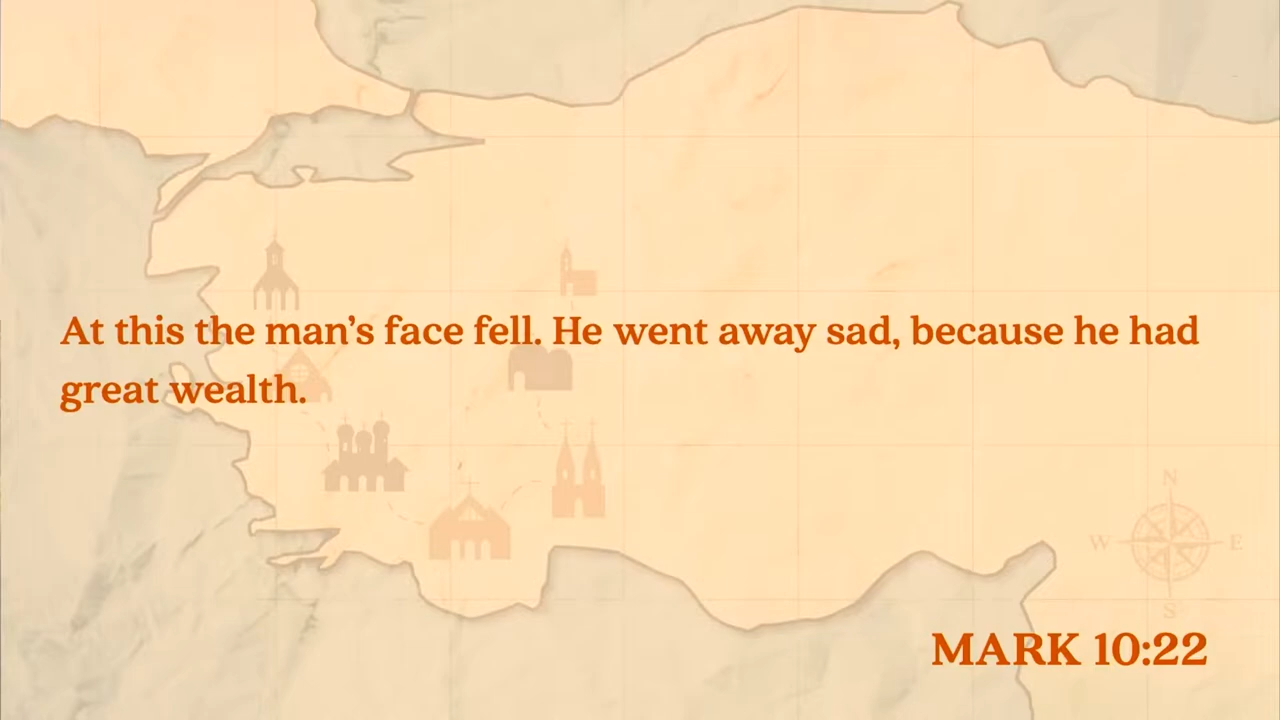 At this the man’s face fell. He went away sad, because he had
great wealth.
N
W E
S
MARK 10:22